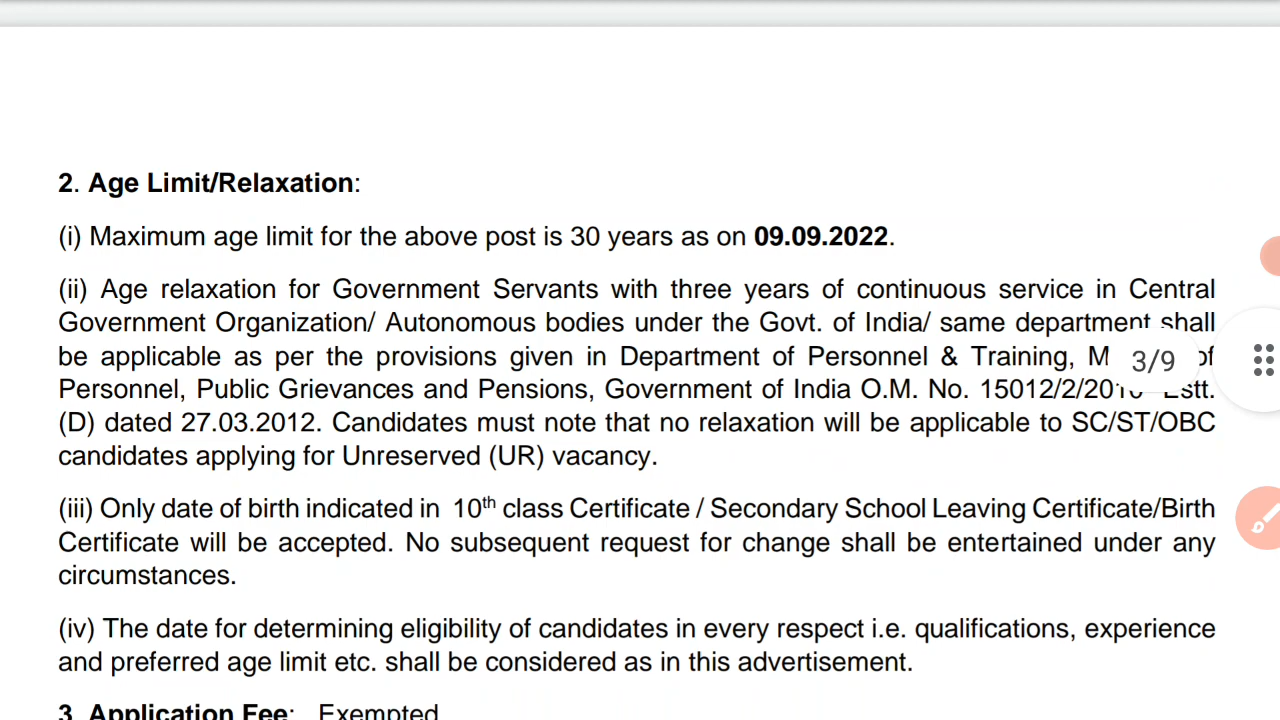 2. Age Limit/Relaxation:
(i) Maximum age limit for the above post is 30 years as on 09.09.2022.
(ii) Age relaxation for Government Servants with three years of continuous service in Central
Government Organization/ Autonomous bodies under the Govt. of India/ same department shall
be applicable as per the provisions given in Department of Personnel & Training, M of
3/9
Personnel, Public Grievances and Pensions, Government of India O.M. No. 15012/2/2010 Estt.
(D) dated 27.03.2012. Candidates must note that no relaxation will be applicable to SC/ST/OBC
candidates applying for Unreserved (UR) vacancy.
(iii) Only date of birth indicated in 10th class Certificate / Secondary School Leaving Certificate/Birth
Certificate will be accepted. No subsequent request for change shall be entertained under any
circumstances.
(iv) The date for determining eligibility of candidates in every respect i.e. qualifications, experience
and preferred age limit etc. shall be considered as in this advertisement.
3. Application Fee: Exempted